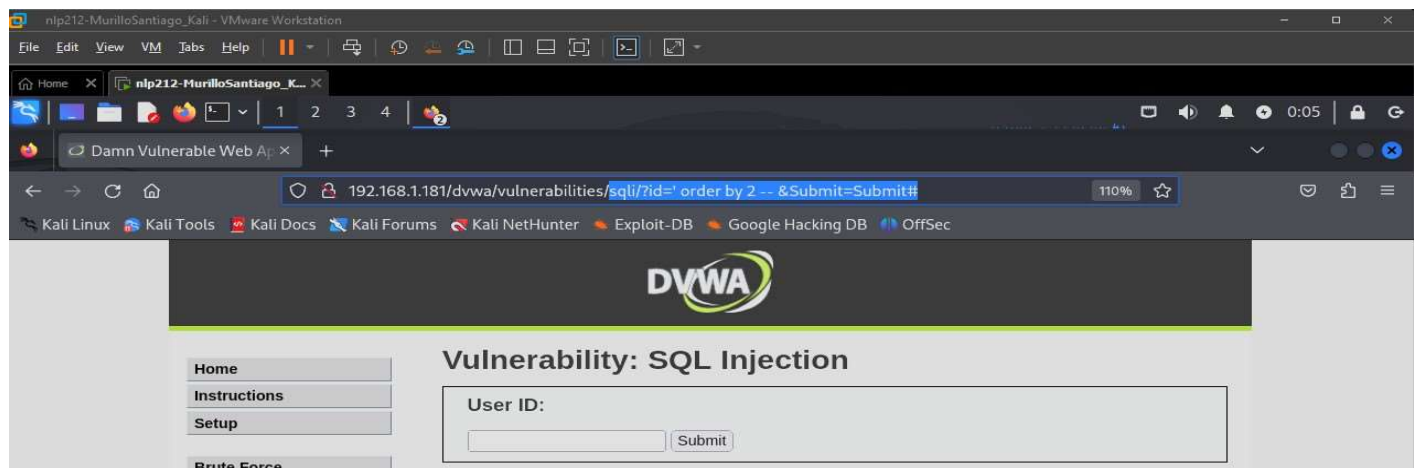 nlp212-MurilloSantiago_Kali - VMware Workstation
File Edit View VM Tabs Help
Home nlp212-MurilloSantiago_K...
1 2 3 4 2 0:05
Damn Vulnerable Web Ap
192.168.1.181/dvwa/vulnerabilities/sqli/?id=' order by 2 -- &Submit=Submit# 110%
Kali Linux Kali Tools Kali Docs Kali Forums Kali NetHunter Exploit-DB Google Hacking DB OffSec
DVWA
Vulnerability: SQL Injection
Home
Instructions
Setup
Brute Force
User ID:
Submit